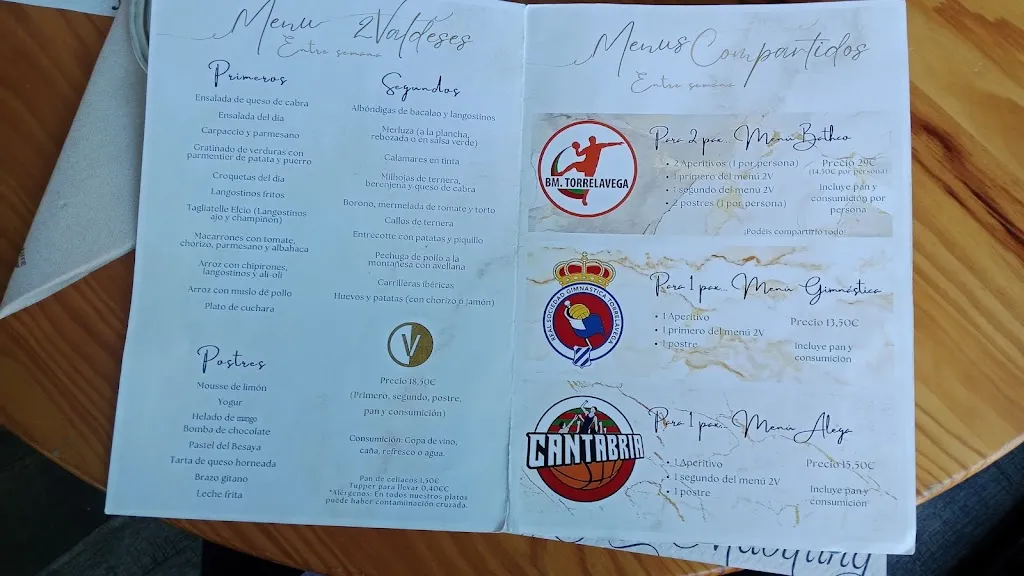 Menu 2Valdeses
Entre semana
Primeros
Ensalada de queso de cabra
Ensalada del día
Carpaccio y parmesano
Gratinado de verduras con
parmentier de patata y puerro
Croquetas del día
Langostinos fritos
Tagliatelle Elcio (Langostinos
ajo y champiñón)
Macarrones con tomate,
chorizo, parmesano y albahaca
Arroz con chipirones,
langostinos y ali-oli
Arroz con muslo de pollo
Plato de cuchara
Segundos
Albóndigas de bacalao y langostinos
Merluza (a la plancha,
rebozada o en salsa verde)
Calamares en tinta
Milhojas de ternera,
berenjena y queso de cabra
Borono, mermelada de tomate y torto
Callos de ternera
Entrecotte con patatas y piquillo
Pechuga de pollo a la
montañesa con avellana
Carrilleras ibéricas
Huevos y patatas (con chorizo o jamón)
Postres
Mousse de limón
Yogur
Helado de mango
Bomba de chocolate
Pastel del Besaya
Tarta de queso horneada
Brazo gitano
Leche frita
V
Precio 18,50€
(Primero, segundo, postre,
pan y consumición)
Consumición: Copa de vino,
caña, refresco o agua.
Pan de celiacos 1,50€
Tupper para llevar 0,40€C
*Alérgenos: En todos nuestros platos
puede haber contaminación cruzada.
Menus Compartidos
Entre semana
BM. TORRELAVEGA
Para 2 pax... Menú Bathco
• 2 Aperitivos (1 por persona)
• 1 primero del menú 2V
• 1 segundo del menú 2V
• 2 postres (1 por persona)
Precio 29€
(14,50€ por persona)
Incluye pan y
consumición por
persona
¡Podéis compartirlo todo!
REAL SOCIEDAD GIMNÁSTICA TORRELAVEGA
Para 1 pax... Menú Gimnástica
• 1 Aperitivo
• 1 primero del menú 2V
• 1 postre
Precio 13,50€
Incluye pan y
consumición
CANTABRIA
Para 1 pax... Menú Alega
• 1 Aperitivo
• 1 segundo del menú 2V
• 1 postre
Precio 15,50€
Incluye pan y
consumición